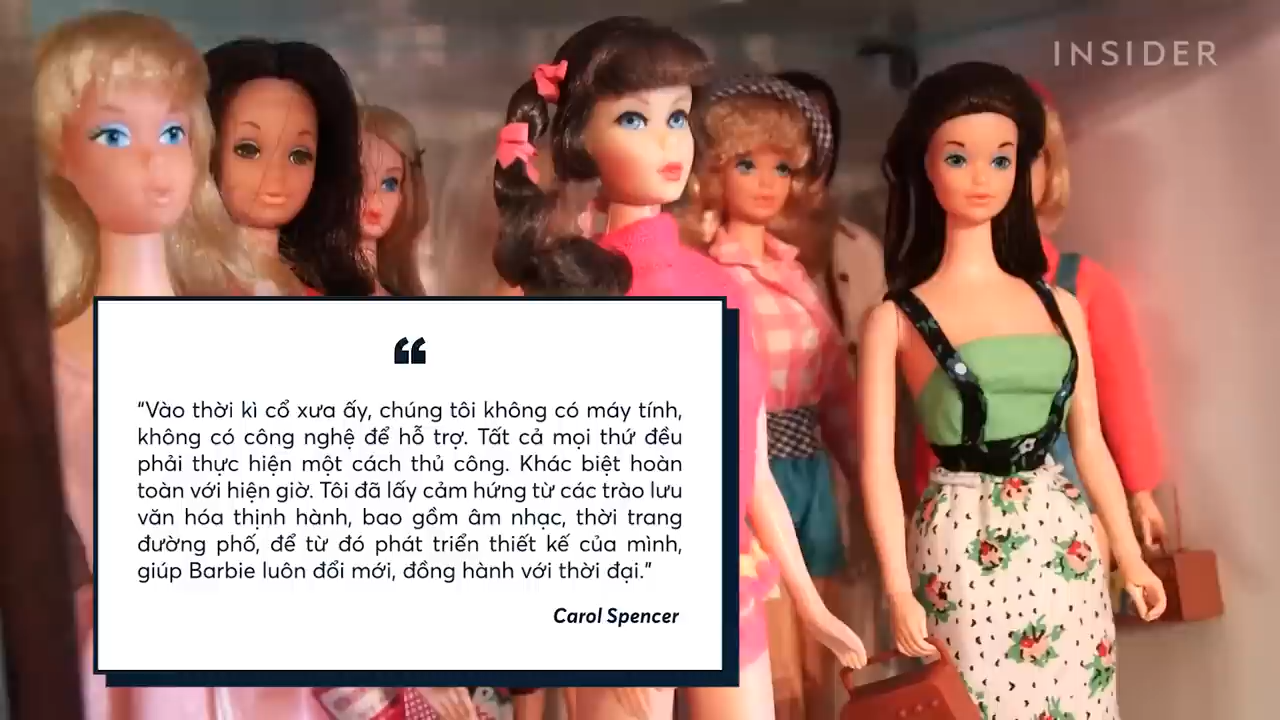 INSIDER
❝
"Vào thời kì cổ xưa ấy, chúng tôi không có máy tính,
không có công nghệ để hỗ trợ. Tất cả mọi thứ đều
phải thực hiện một cách thủ công. Khác biệt hoàn
toàn với hiện giờ. Tôi đã lấy cảm hứng từ các trào lưu
văn hóa thịnh hành, bao gồm âm nhạc, thời trang
đường phố, để từ đó phát triển thiết kế của mình,
giúp Barbie luôn đổi mới, đồng hành với thời đại."
Carol Spencer